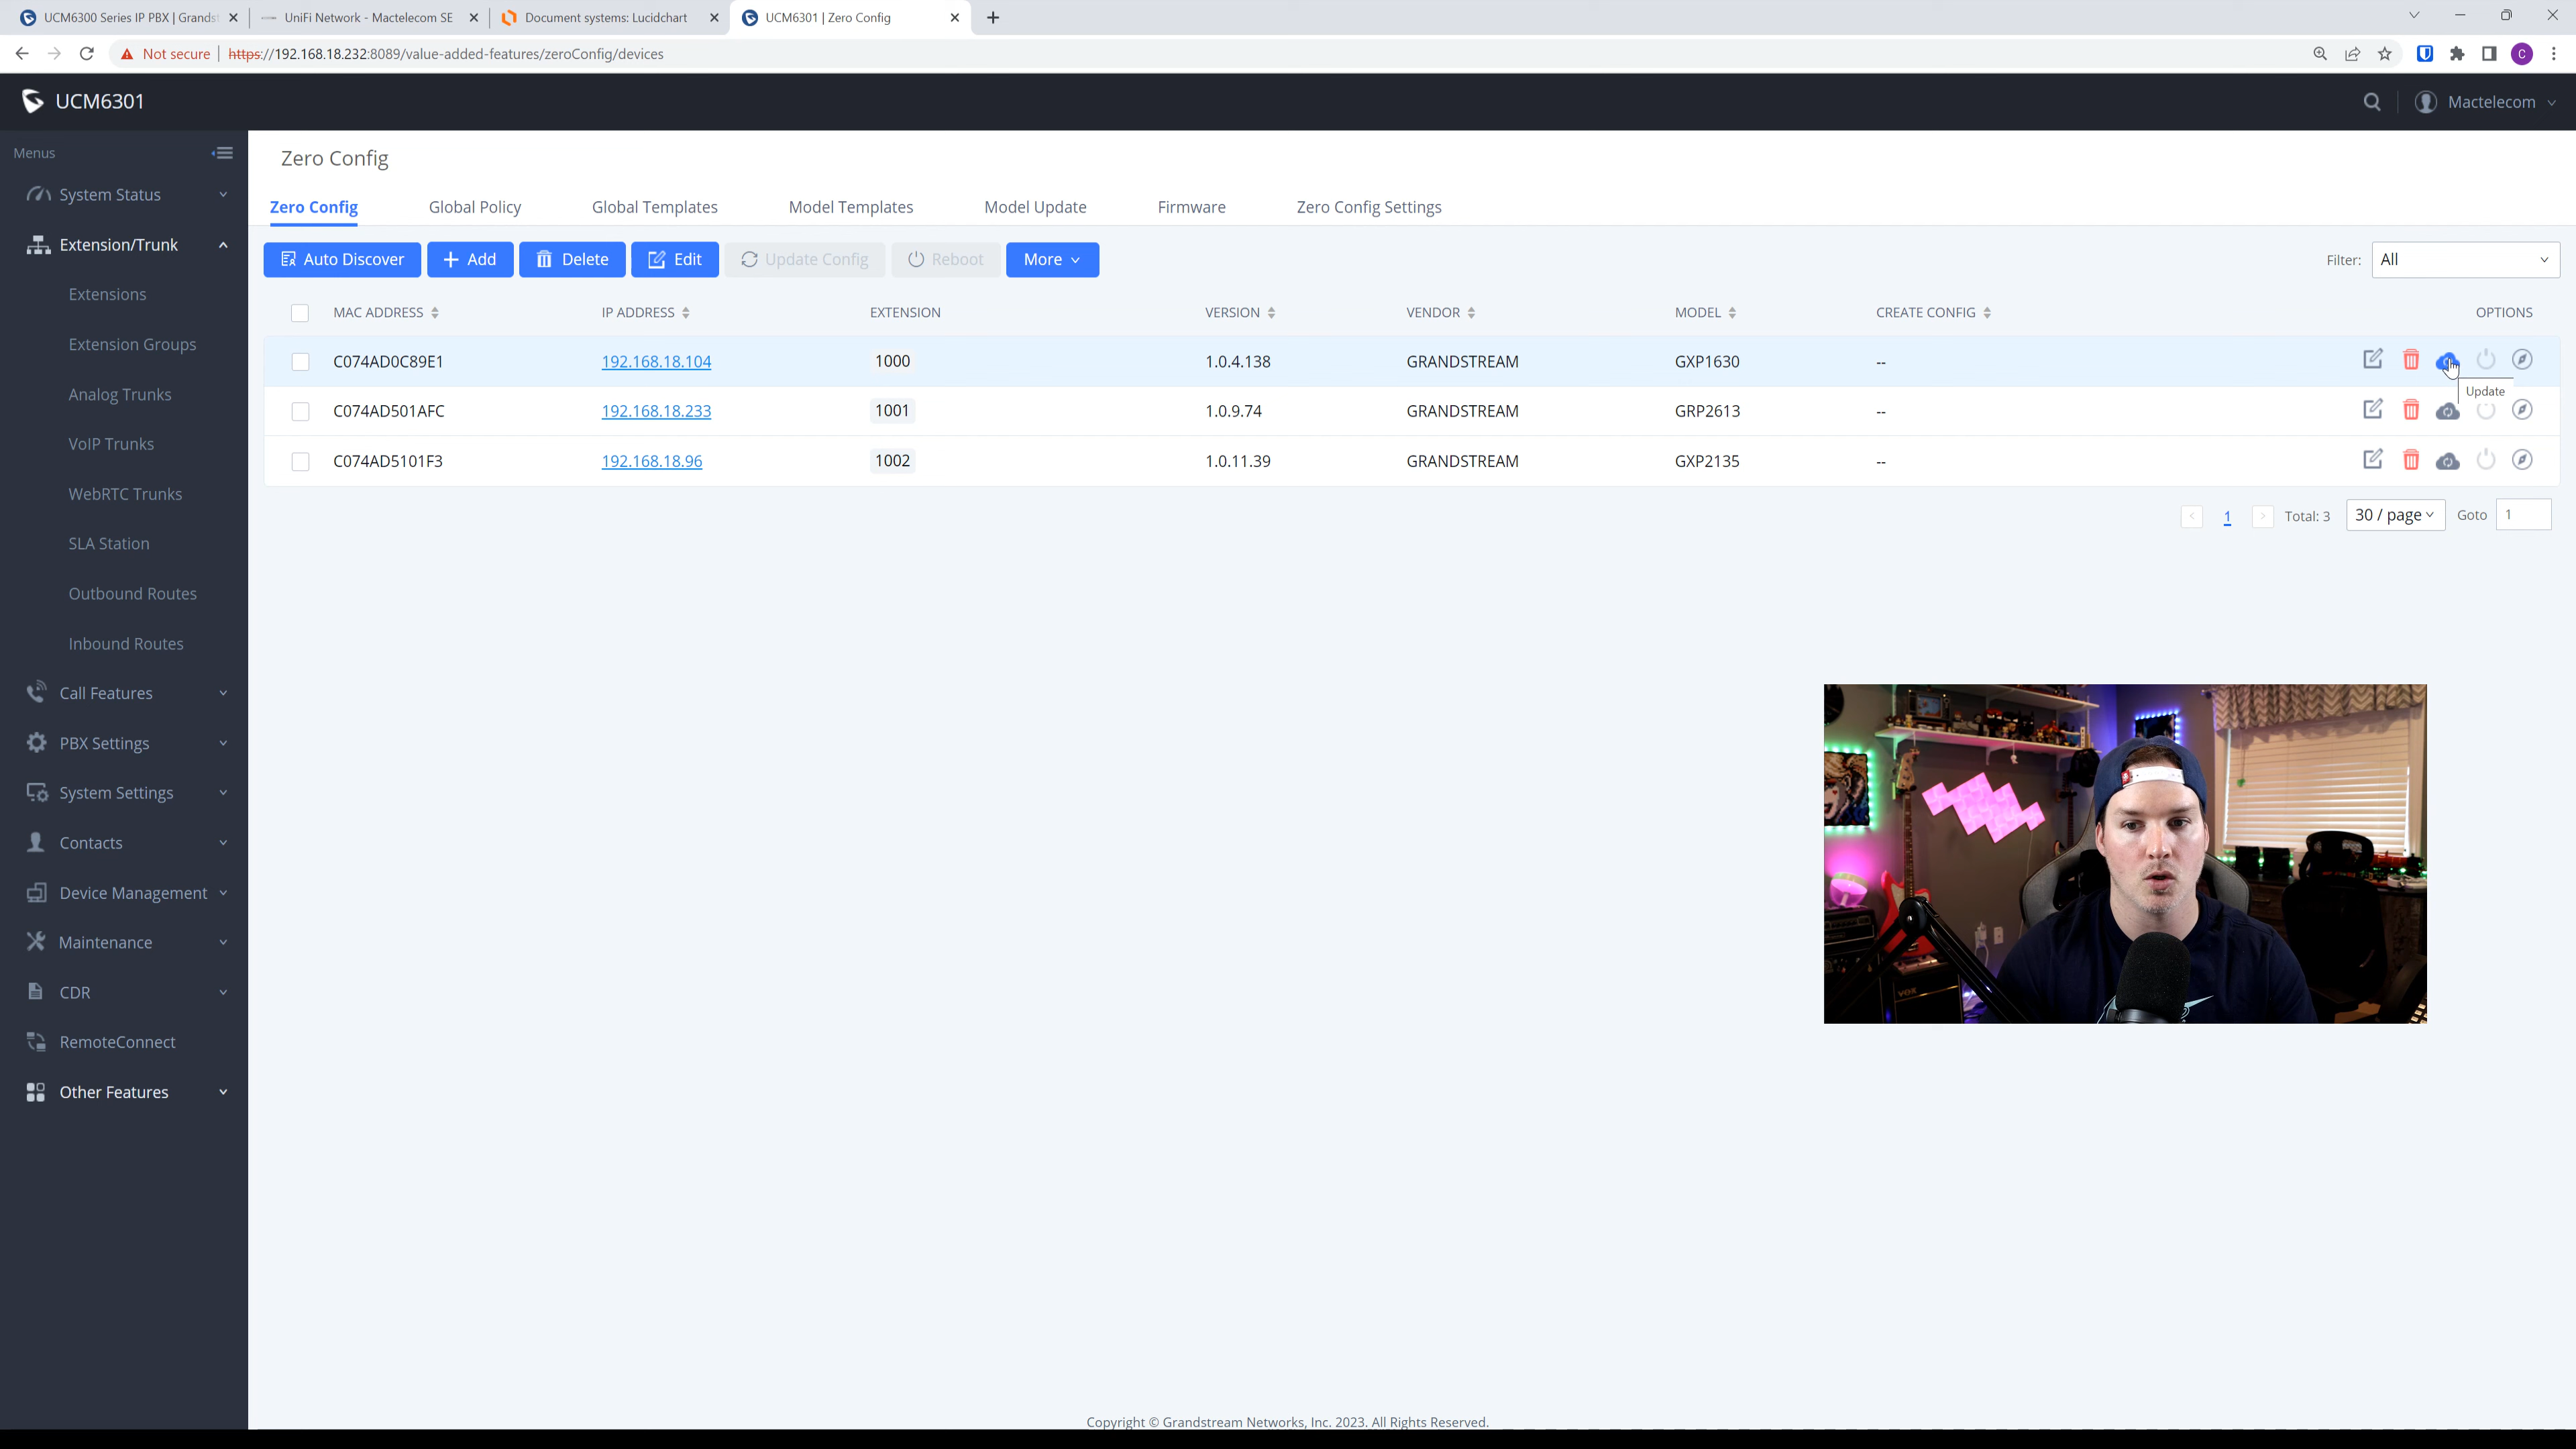 UCM6300 Series IP PBX | Grands
UniFi Network - Mactelecom SE
Document systems: Lucidchart
UCM6301 | Zero Config
Not secure
https://192.168.18.232:8089/value-added-features/zeroConfig/devices
C
UCM6301
Mactelecom
Menus
System Status
Extension/Trunk
Extensions
Extension Groups
Analog Trunks
VoIP Trunks
WebRTC Trunks
SLA Station
Outbound Routes
Inbound Routes
Call Features
PBX Settings
System Settings
Contacts
Device Management
Maintenance
CDR
RemoteConnect
Other Features
Zero Config
Zero Config Global Policy Global Templates Model Templates Model Update Firmware Zero Config Settings
Auto Discover Add Delete Edit Update Config Reboot More Filter: All
MAC ADDRESS IP ADDRESS EXTENSION VERSION VENDOR MODEL CREATE CONFIG OPTIONS
C074AD0C89E1 192.168.18.104 1000 1.0.4.138 GRANDSTREAM GXP1630 --
Update
C074AD501AFC 192.168.18.233 1001 1.0.9.74 GRANDSTREAM GRP2613 --
C074AD5101F3 192.168.18.96 1002 1.0.11.39 GRANDSTREAM GXP2135 --
< 1 > Total: 3 30 / page Goto 1
VOX
Copyright © Grandstream Networks, Inc. 2023. All Rights Reserved.